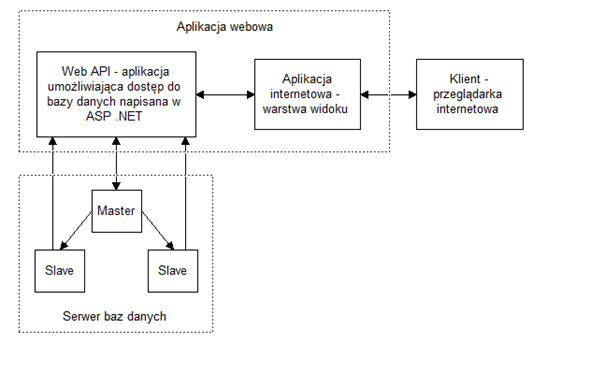 Aplikacja webowa
Web API - aplikacja
umożliwiająca dostęp do
bazy danych napisana w
ASP .NET
Aplikacja
internetowa -
warstwa widoku
Klient -
przeglądarka
internetowa
Master
Slave
Slave
Serwer baz danych